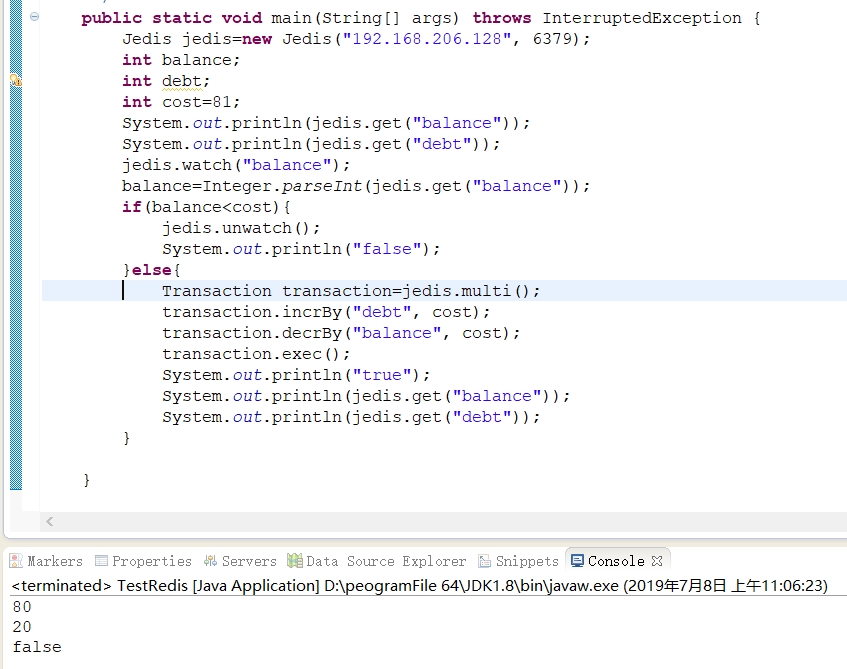 public static void main(String[] args) throws InterruptedException {
Jedis jedis=new Jedis("192.168.206.128", 6379);
int balance;
int debt;
int cost=81;
System.out.println(jedis.get("balance"));
System.out.println(jedis.get("debt"));
jedis.watch("balance");
balance=Integer.parseInt(jedis.get("balance"));
if(balance<cost){
jedis.unwatch();
System.out.println("false");
}else{
Transaction transaction=jedis.multi();
transaction.incrBy("debt", cost);
transaction.decrBy("balance", cost);
transaction.exec();
System.out.println("true");
System.out.println(jedis.get("balance"));
System.out.println(jedis.get("debt"));
}
}
Markers Properties Servers Data Source Explorer Snippets Console
<terminated> TestRedis [Java Application] D:\peogramFile 64\JDK1.8\bin\javaw.exe (2019年7月8日 上午11:06:23)
80
20
false